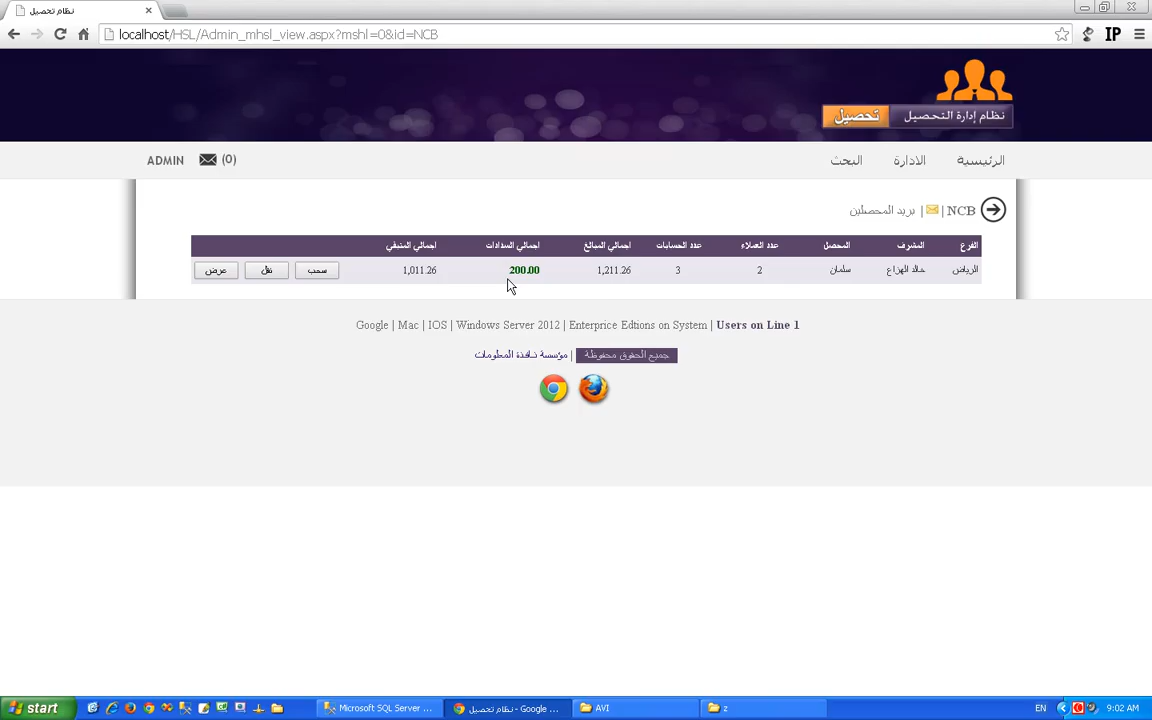 نظام تحصيل
localhost/HSL/Admin_mhsl_view.aspx?mshl=0&id=NCB
IP
نظام إدارة التحصيل تحصيل
الرئيسية الادارة البحث
(0) ADMIN
NCB | | بريد المحصلين
الفرع المشرف المحصل عدد العملاء عدد الحسابات اجمالي المبالغ اجمالي السدادات اجمالي المتبقي
الرياض خالد الهزاع سلمان 2 3 1,211.26 200.00 1,011.26 سحب نقل عرض
Google | Mac | IOS | Windows Server 2012 | Enterprice Edtions on System | Users on Line 1
جميع الحقوق محفوظة | مؤسسة نافذة المعلومات
start Microsoft SQL Server ... نظام تحصيل - Google ... AVI z EN 9:02 AM